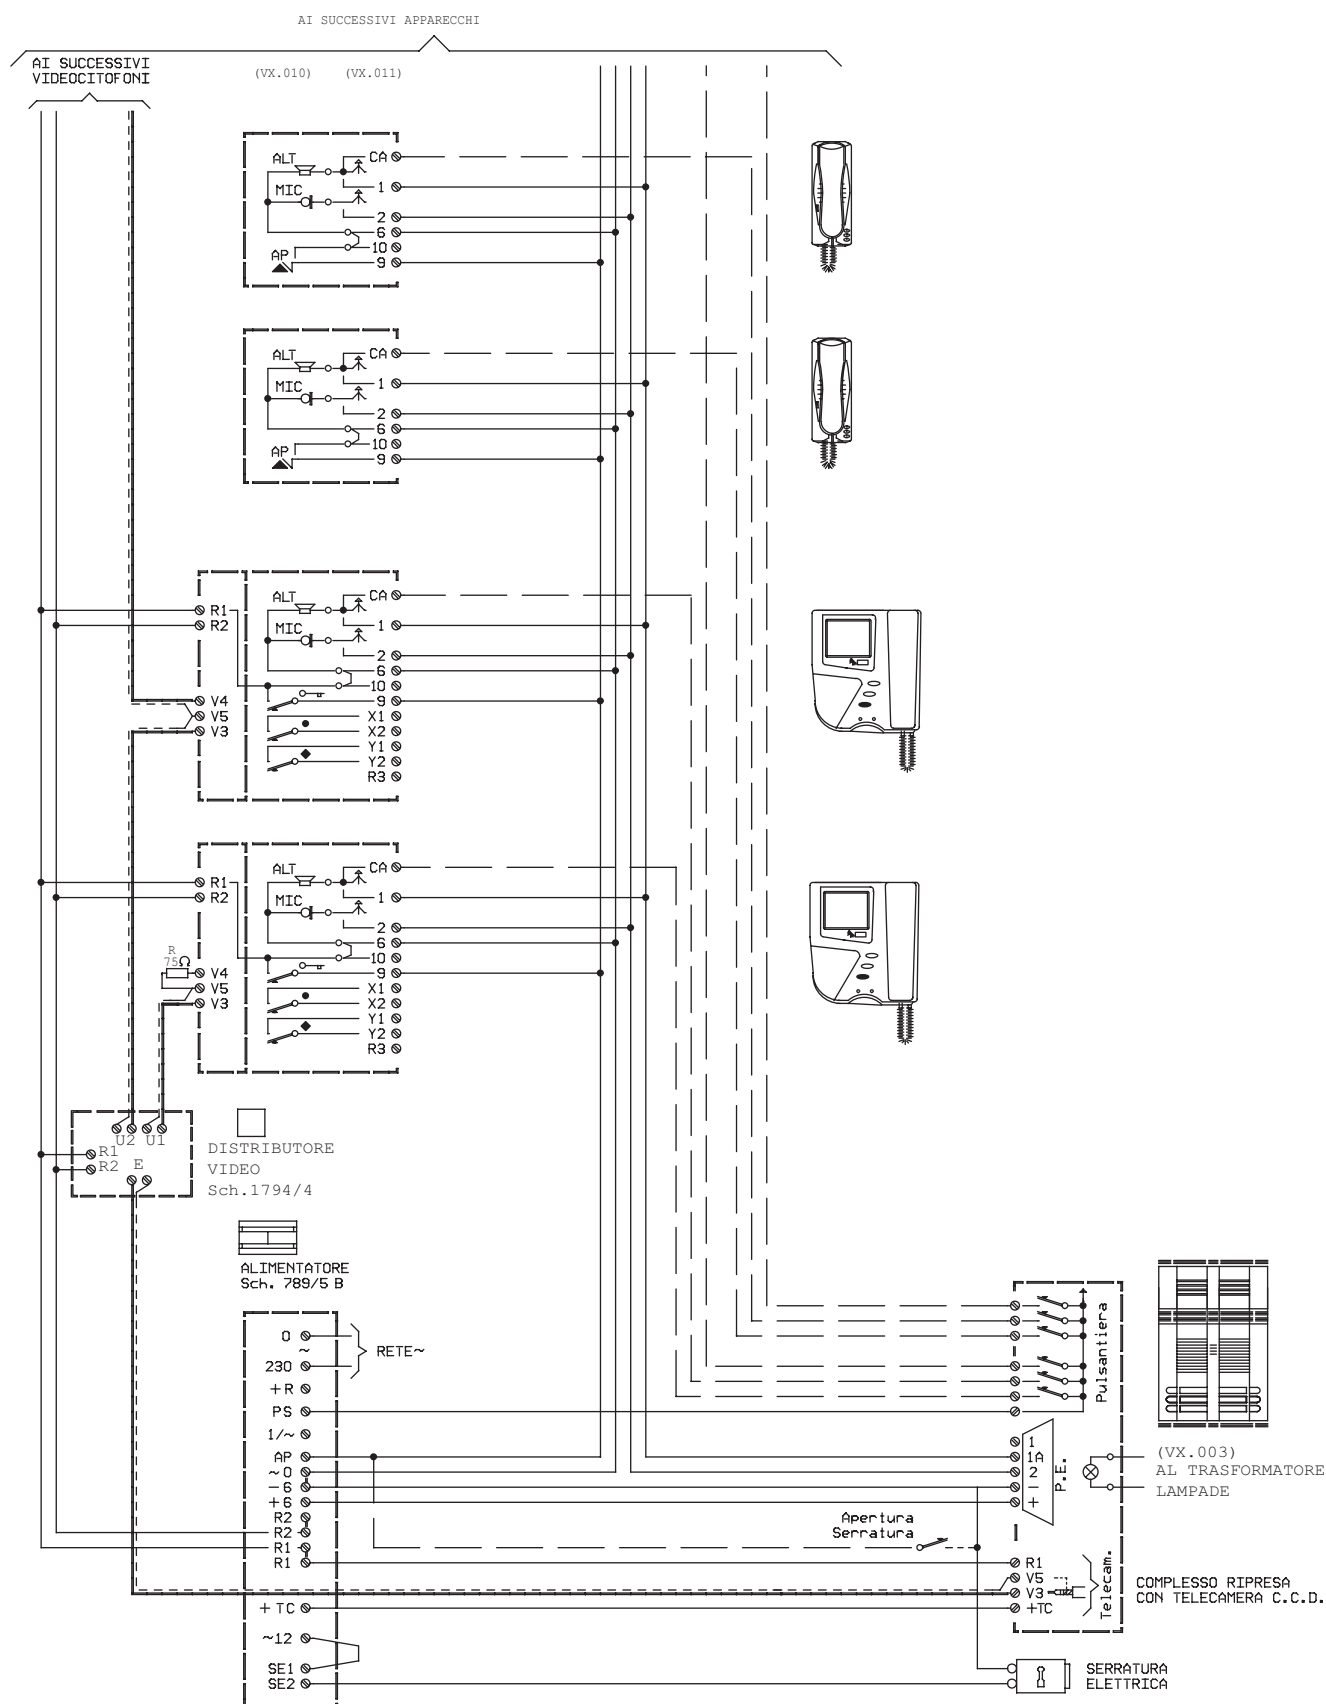 AI SUCCESSIVI APPARECCHI
AI SUCCESSIVI
VIDEOCITOFONI
(VX.010) (VX.011)
ALT CA
1
MIC
2
6
10
AP
9
ALT CA
1
MIC
2
6
10
AP
9
R1 ALT CA
R2 1
MIC
2
6
10
V4 9
V5 X1
V3 X2
Y1
Y2
R3
R1 ALT CA
R2 1
MIC
2
6
R
75Ω
10
V4 9
V5 X1
V3 X2
Y1
Y2
R3
U2 U1
R1
R2 E
DISTRIBUTORE
VIDEO
Sch.1794/4
ALIMENTATORE
Sch. 789/5 B
0
~
230
RETE~
+R
PS
1/~
AP
~0
-6
+6
R2
R2
R1
R1
+TC
~12
SE1
SE2
Pulsantiera
1
1A
2
-
+
P.E.
(VX.003)
AL TRASFORMATORE
LAMPADE
Apertura
Serratura
R1
V5
V3
+TC
Telecam.
COMPLESSO RIPRESA
CON TELECAMERA C.C.D.
SERRATURA
ELETTRICA